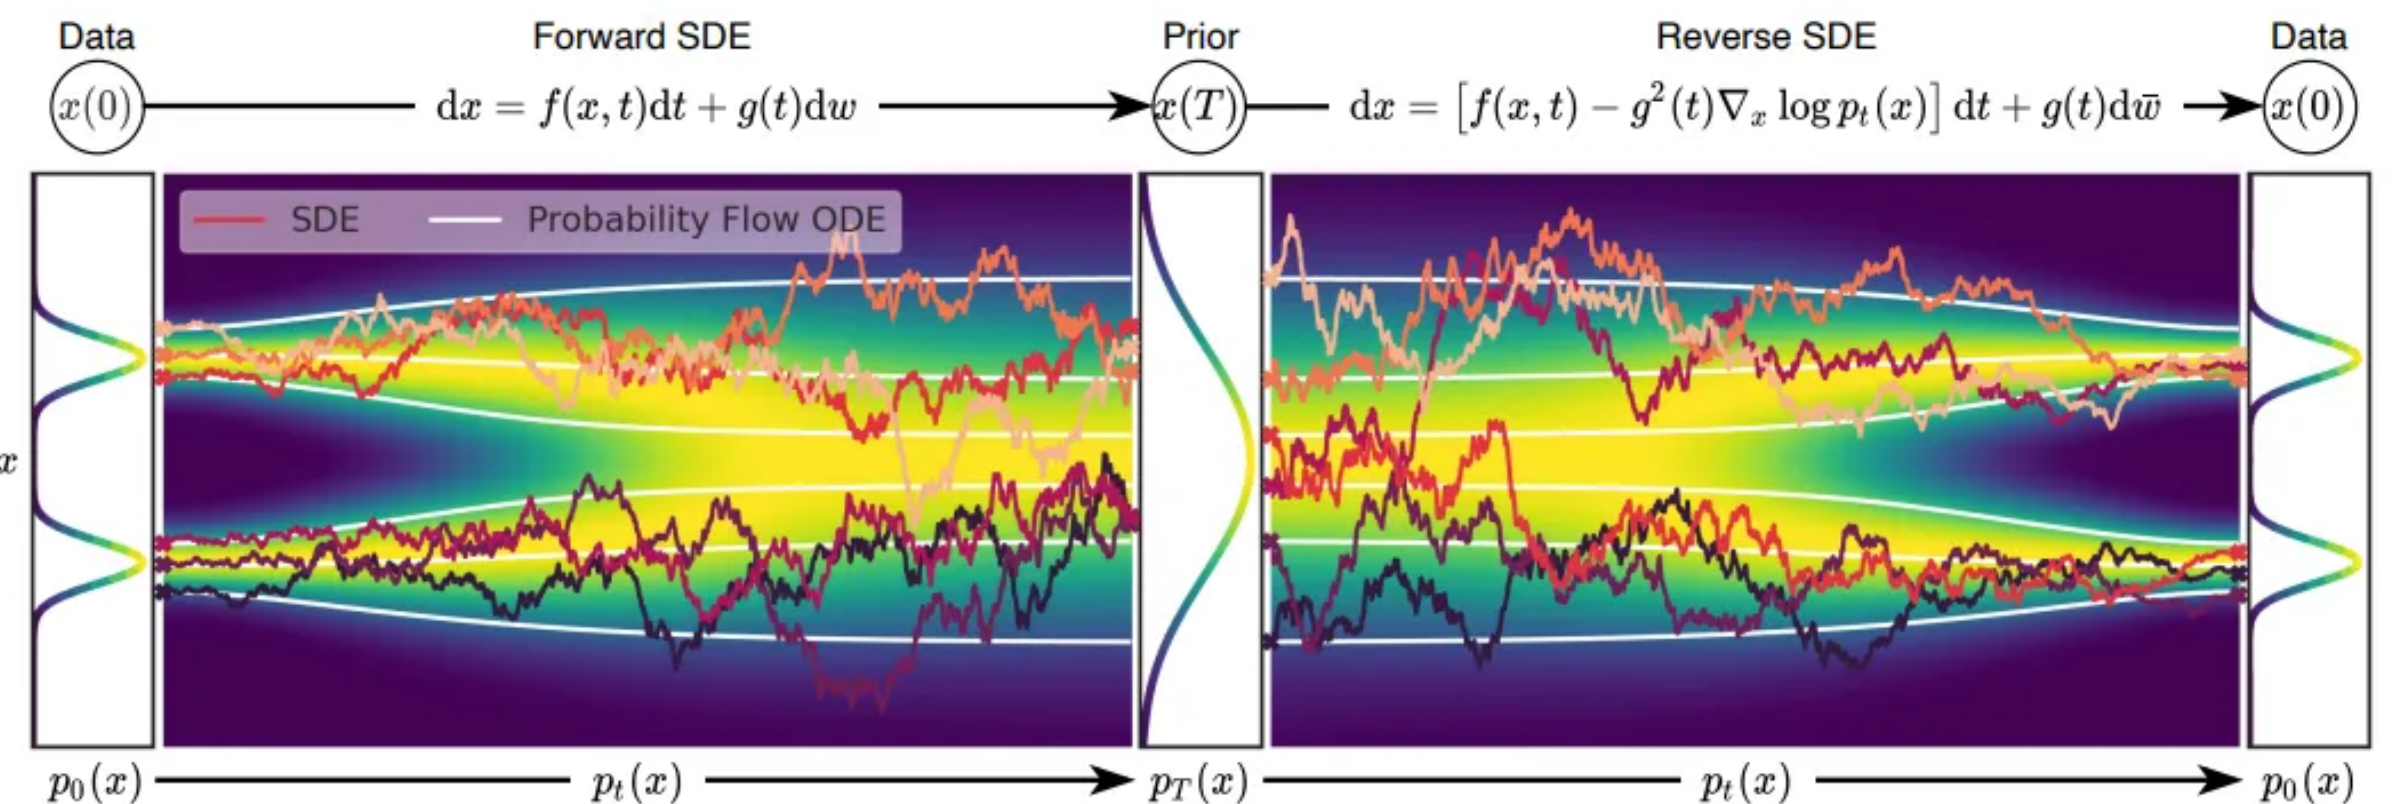 Data Forward SDE Prior Reverse SDE Data
x(0) dx = f(x, t)dt + g(t)dw x(T) dx = [f(x, t) − g²(t)∇ₓ log pₜ(x)] dt + g(t)dw̄ x(0)
SDE Probability Flow ODE
x
p₀(x) pₜ(x) p_T(x) pₜ(x) p₀(x)